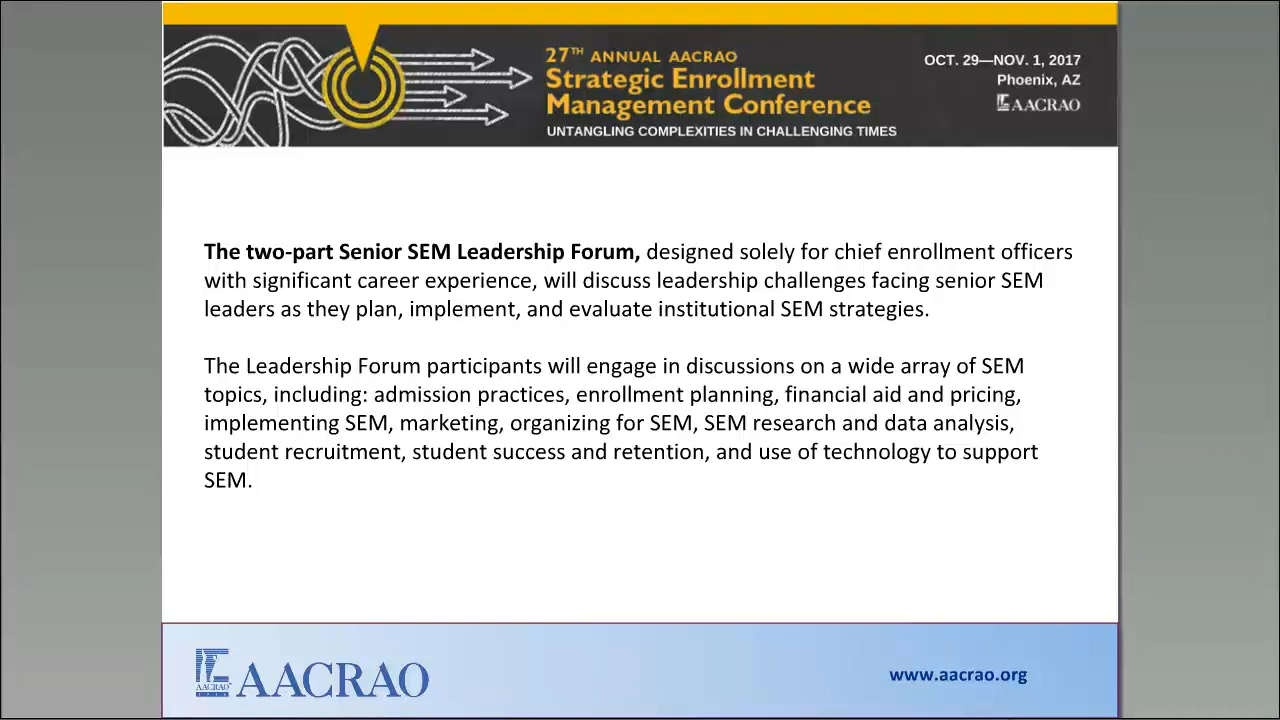 27TH ANNUAL AACRAO
Strategic Enrollment
Management Conference
UNTANGLING COMPLEXITIES IN CHALLENGING TIMES
OCT. 29—NOV. 1, 2017
Phoenix, AZ
AACRAO
The two-part Senior SEM Leadership Forum, designed solely for chief enrollment officers
with significant career experience, will discuss leadership challenges facing senior SEM
leaders as they plan, implement, and evaluate institutional SEM strategies.
The Leadership Forum participants will engage in discussions on a wide array of SEM
topics, including: admission practices, enrollment planning, financial aid and pricing,
implementing SEM, marketing, organizing for SEM, SEM research and data analysis,
student recruitment, student success and retention, and use of technology to support
SEM.
AACRAO
AACRAO
www.aacrao.org